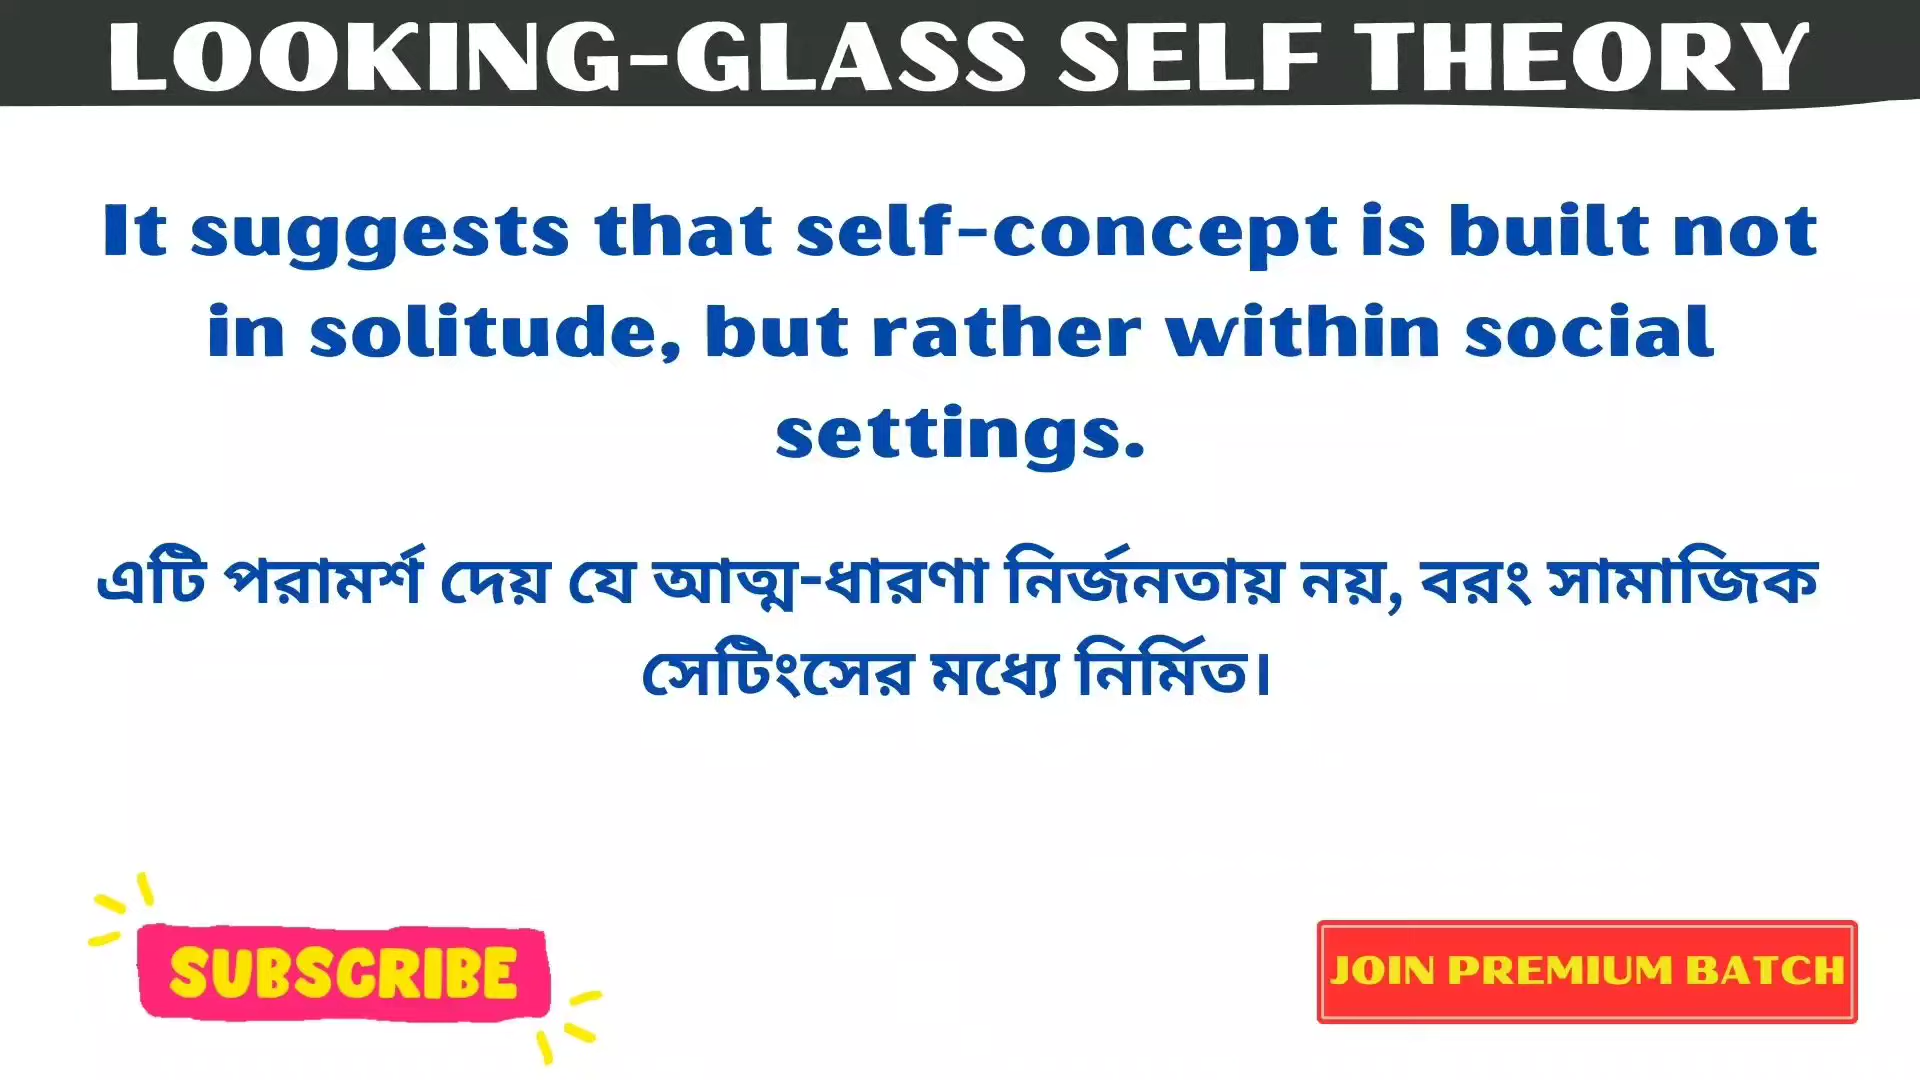 LOOKING-GLASS SELF THEORY
It suggests that self-concept is built not
in solitude, but rather within social
settings.
এটি পরামর্শ দেয় যে আত্ম-ধারণা নির্জনতায় নয়, বরং সামাজিক
সেটিংসের মধ্যে নির্মিত।
SUBSCRIBE
JOIN PREMIUM BATCH